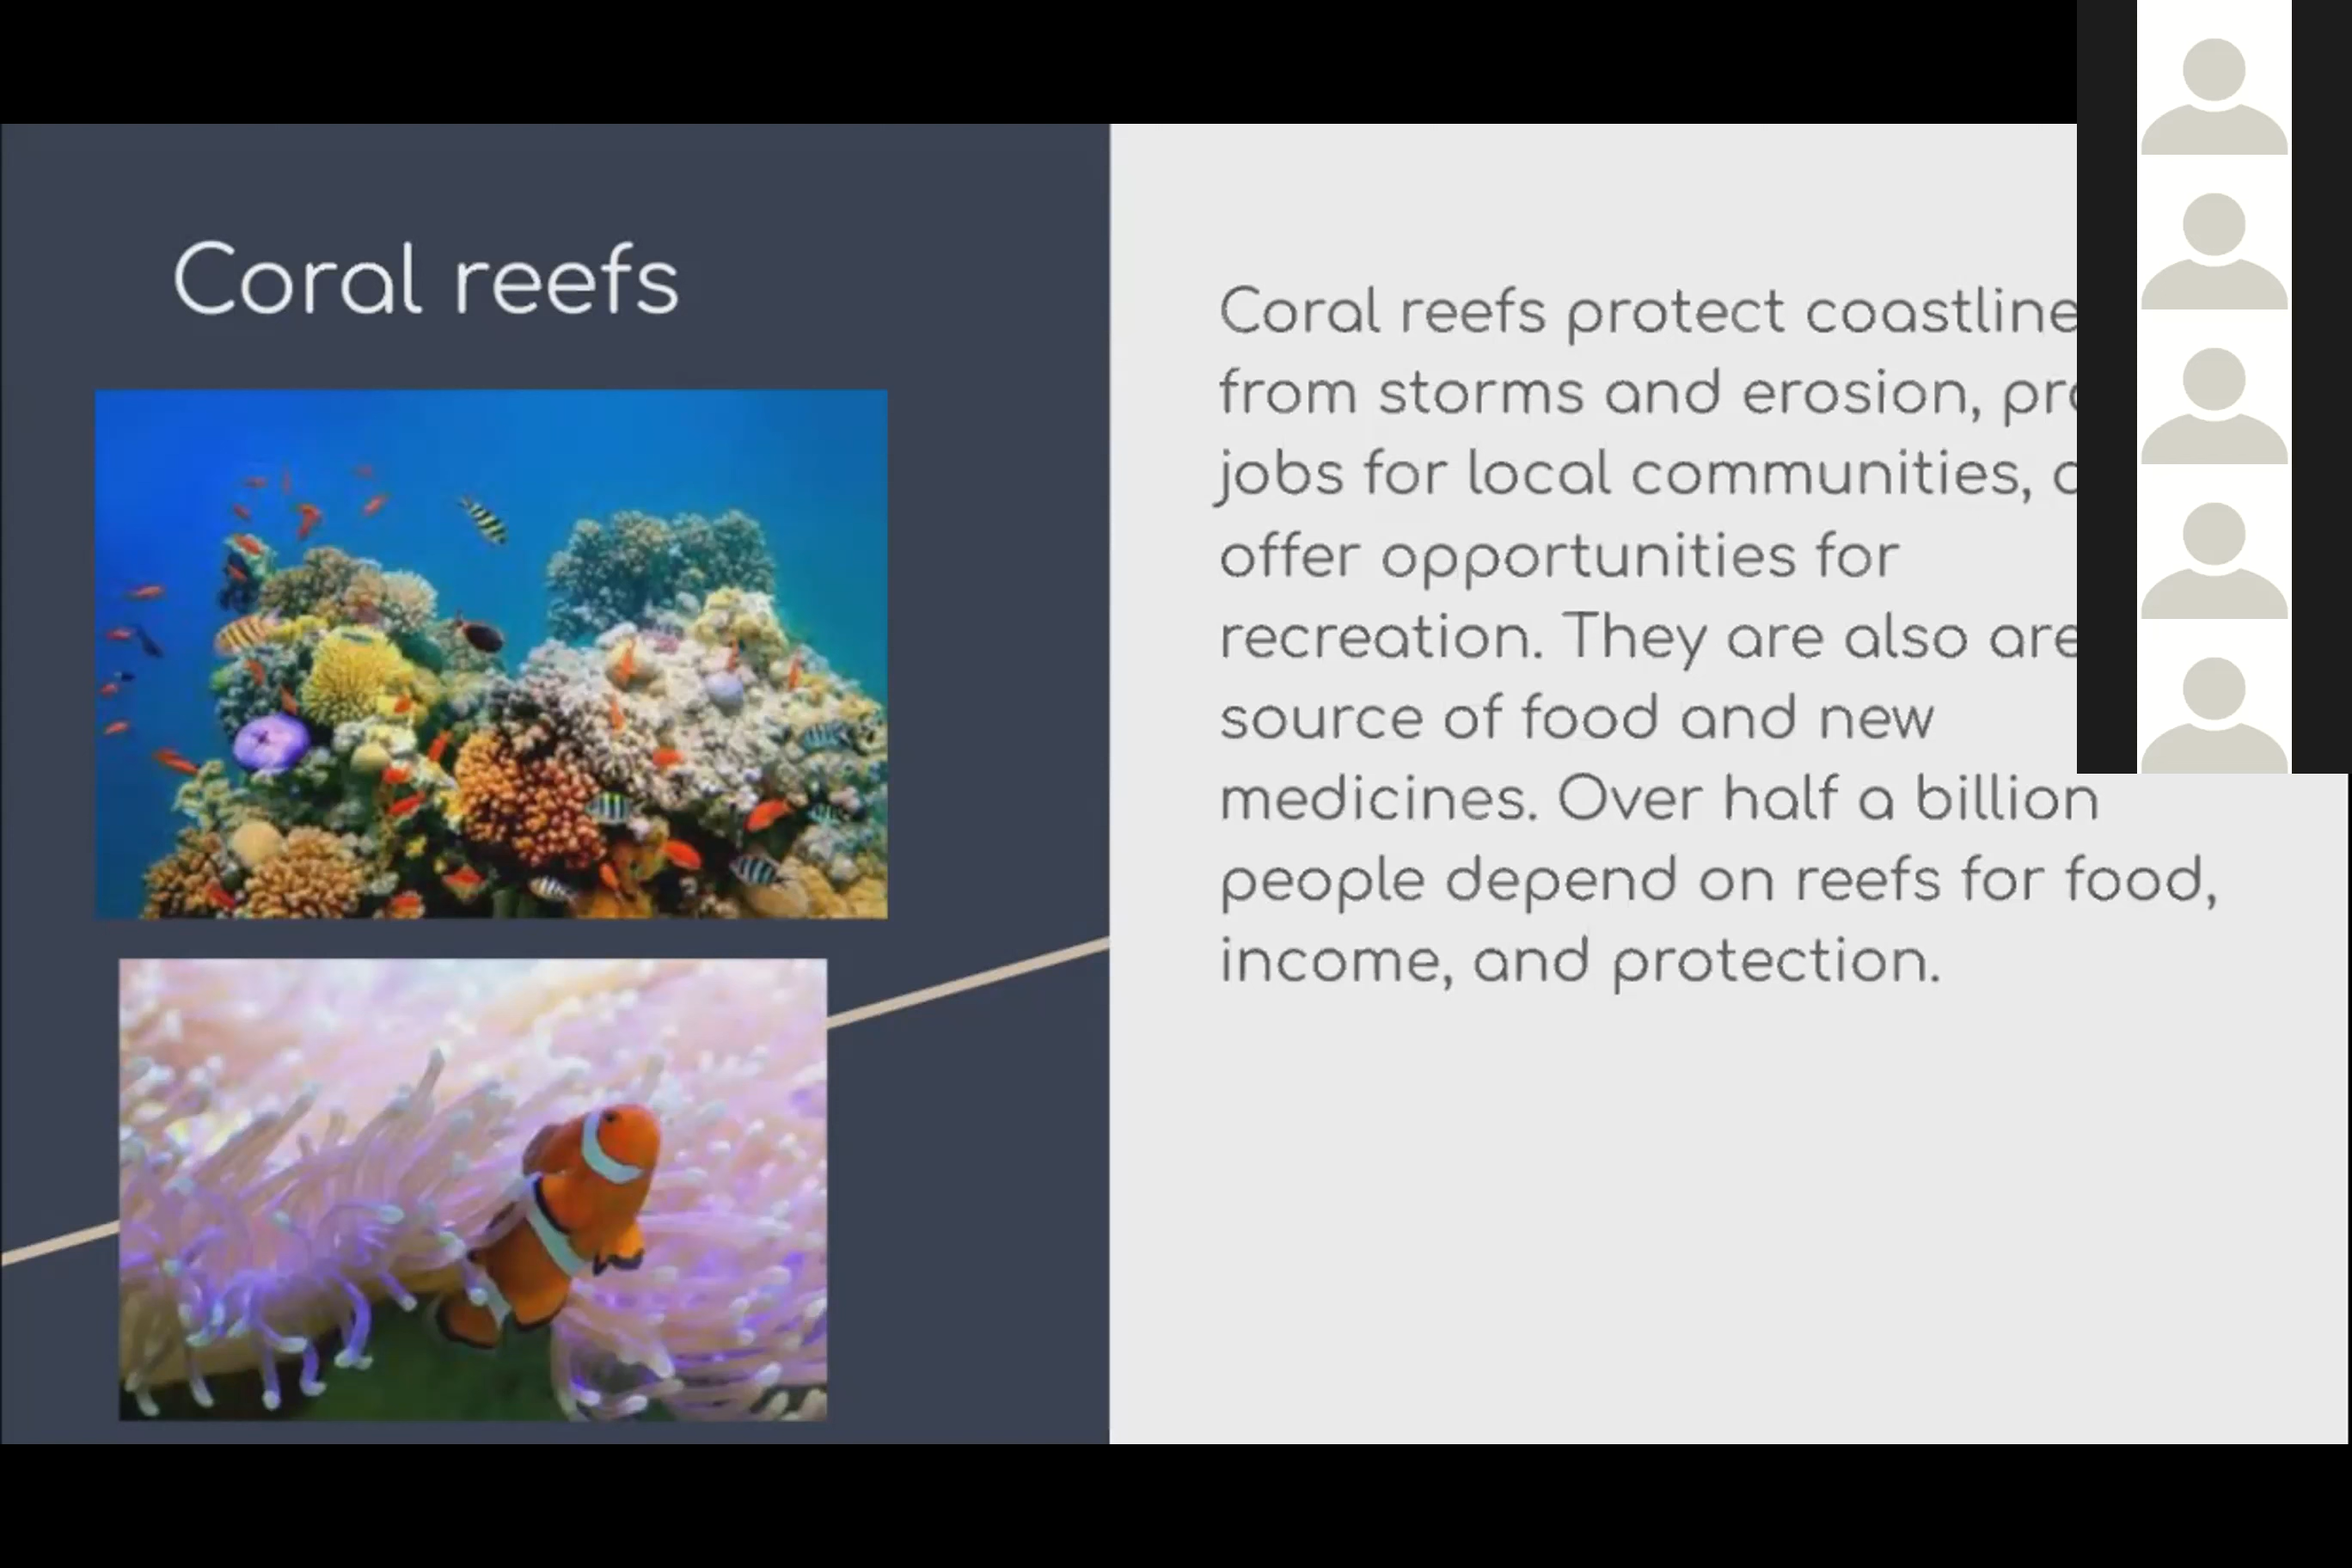 Coral reefs
Coral reefs protect coastline
from storms and erosion,
jobs for local communities,
offer opportunities for
recreation. They are also are
source of food and new
medicines. Over half a billion
people depend on reefs for food,
income, and protection.